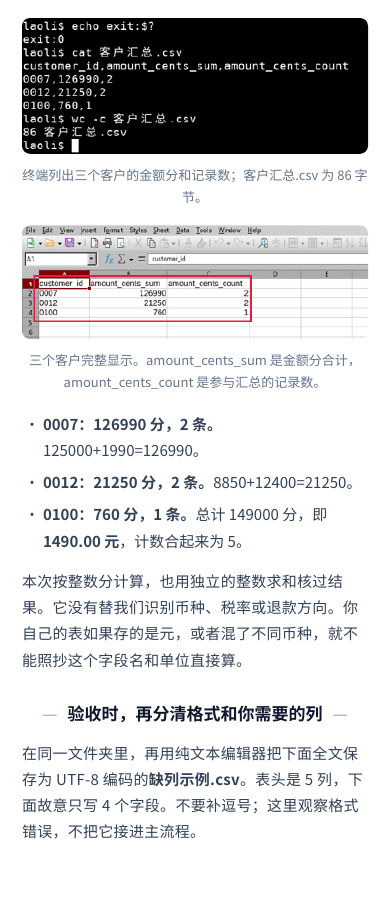 laoli$ echo exit:$?
exit:0
laoli$ cat 客户汇总.csv
customer_id,amount_cents_sum,amount_cents_count
0007,126990,2
0012,21250,2
0100,760,1
laoli$ wc -c 客户汇总.csv
86 客户汇总.csv
laoli$
终端列出三个客户的金额分和记录数；客户汇总.csv 为 86 字
节。
File Edit View Insert Format Styles Sheet Data Tools Window Help
A1 fx Σ = customer_id
A B C D E
1 customer_id amount_cents_sum amount_cents_count
2 0007 126990 2
3 0012 21250 2
4 0100 760 1
5
6
三个客户完整显示。amount_cents_sum 是金额分合计，
amount_cents_count 是参与汇总的记录数。
· 0007：126990 分，2 条。
125000+1990=126990。
· 0012：21250 分，2 条。8850+12400=21250。
· 0100：760 分，1 条。总计 149000 分，即
1490.00 元，计数合起来为 5。
本次按整数分计算，也用独立的整数求和核过结
果。它没有替我们识别币种、税率或退款方向。你
自己的表如果存的是元，或者混了不同币种，就不
能照抄这个字段名和单位直接算。
— 验收时，再分清格式和你需要的列 —
在同一文件夹里，再用纯文本编辑器把下面全文保
存为 UTF-8 编码的缺列示例.csv。表头是 5 列，下
面故意只写 4 个字段。不要补逗号；这里观察格式
错误，不把它接进主流程。